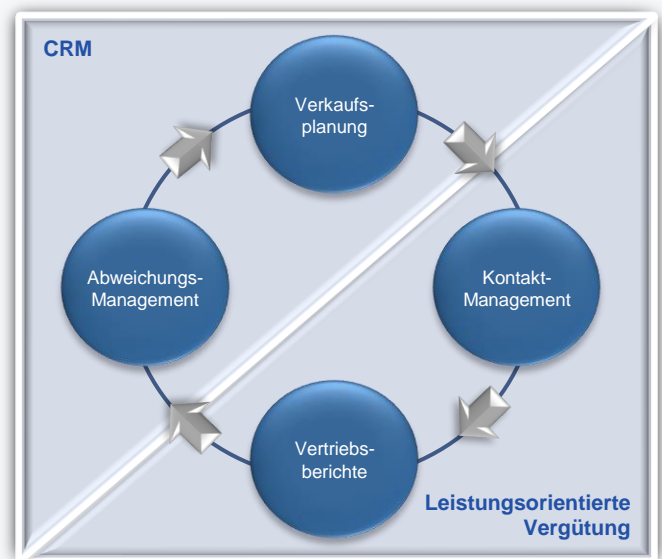 CRM
Verkaufs-
planung
Abweichungs-
Management
Kontakt-
Management
Vertriebs-
berichte
Leistungsorientierte
Vergütung